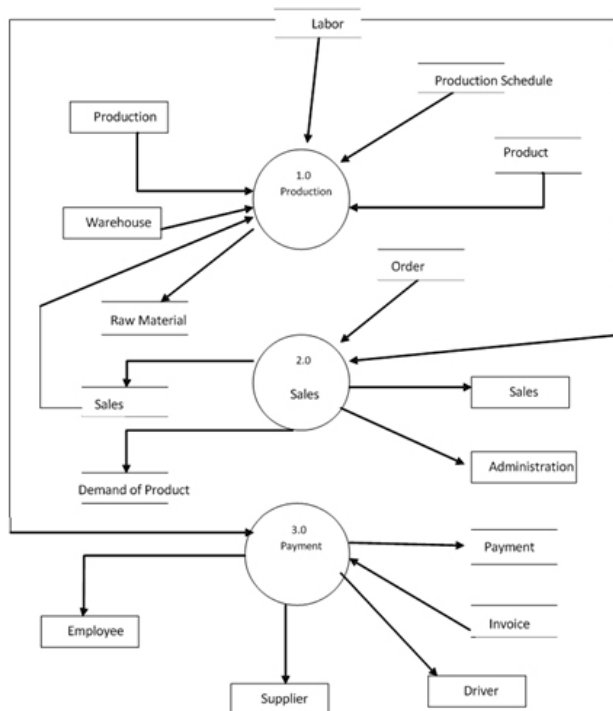 Labor
Production Schedule
Production
Product
1.0
Production
Warehouse
Order
Raw Material
2.0
Sales
Sales
Sales
Administration
Demand of Product
3.0
Payment
Payment
Invoice
Employee
Driver
Supplier